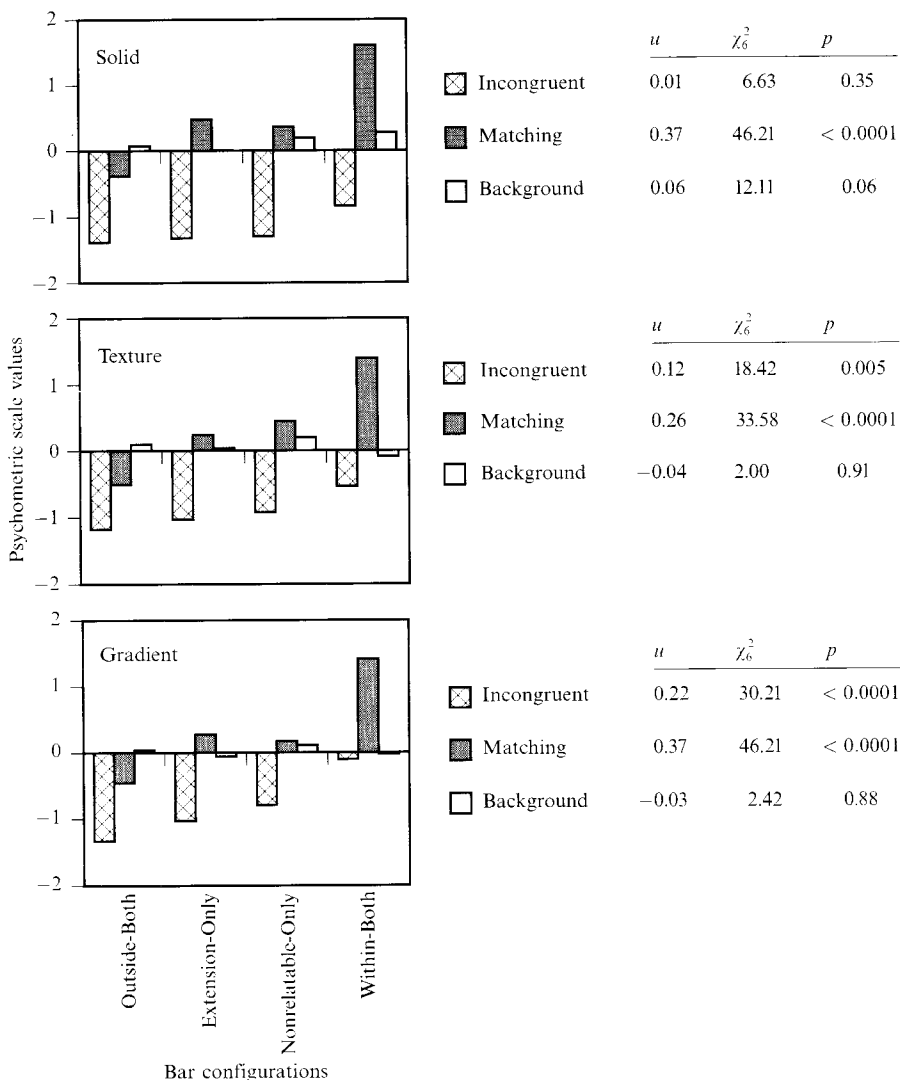 Psychometric scale values
2
1
0
−1
−2
Solid
u χ²₆ p
Incongruent 0.01 6.63 0.35
Matching 0.37 46.21 < 0.0001
Background 0.06 12.11 0.06
2
1
0
−1
−2
Texture
u χ²₆ p
Incongruent 0.12 18.42 0.005
Matching 0.26 33.58 < 0.0001
Background −0.04 2.00 0.91
2
1
0
−1
−2
Gradient
u χ²₆ p
Incongruent 0.22 30.21 < 0.0001
Matching 0.37 46.21 < 0.0001
Background −0.03 2.42 0.88
Outside-Both
Extension-Only
Nonrelatable-Only
Within-Both
Bar configurations